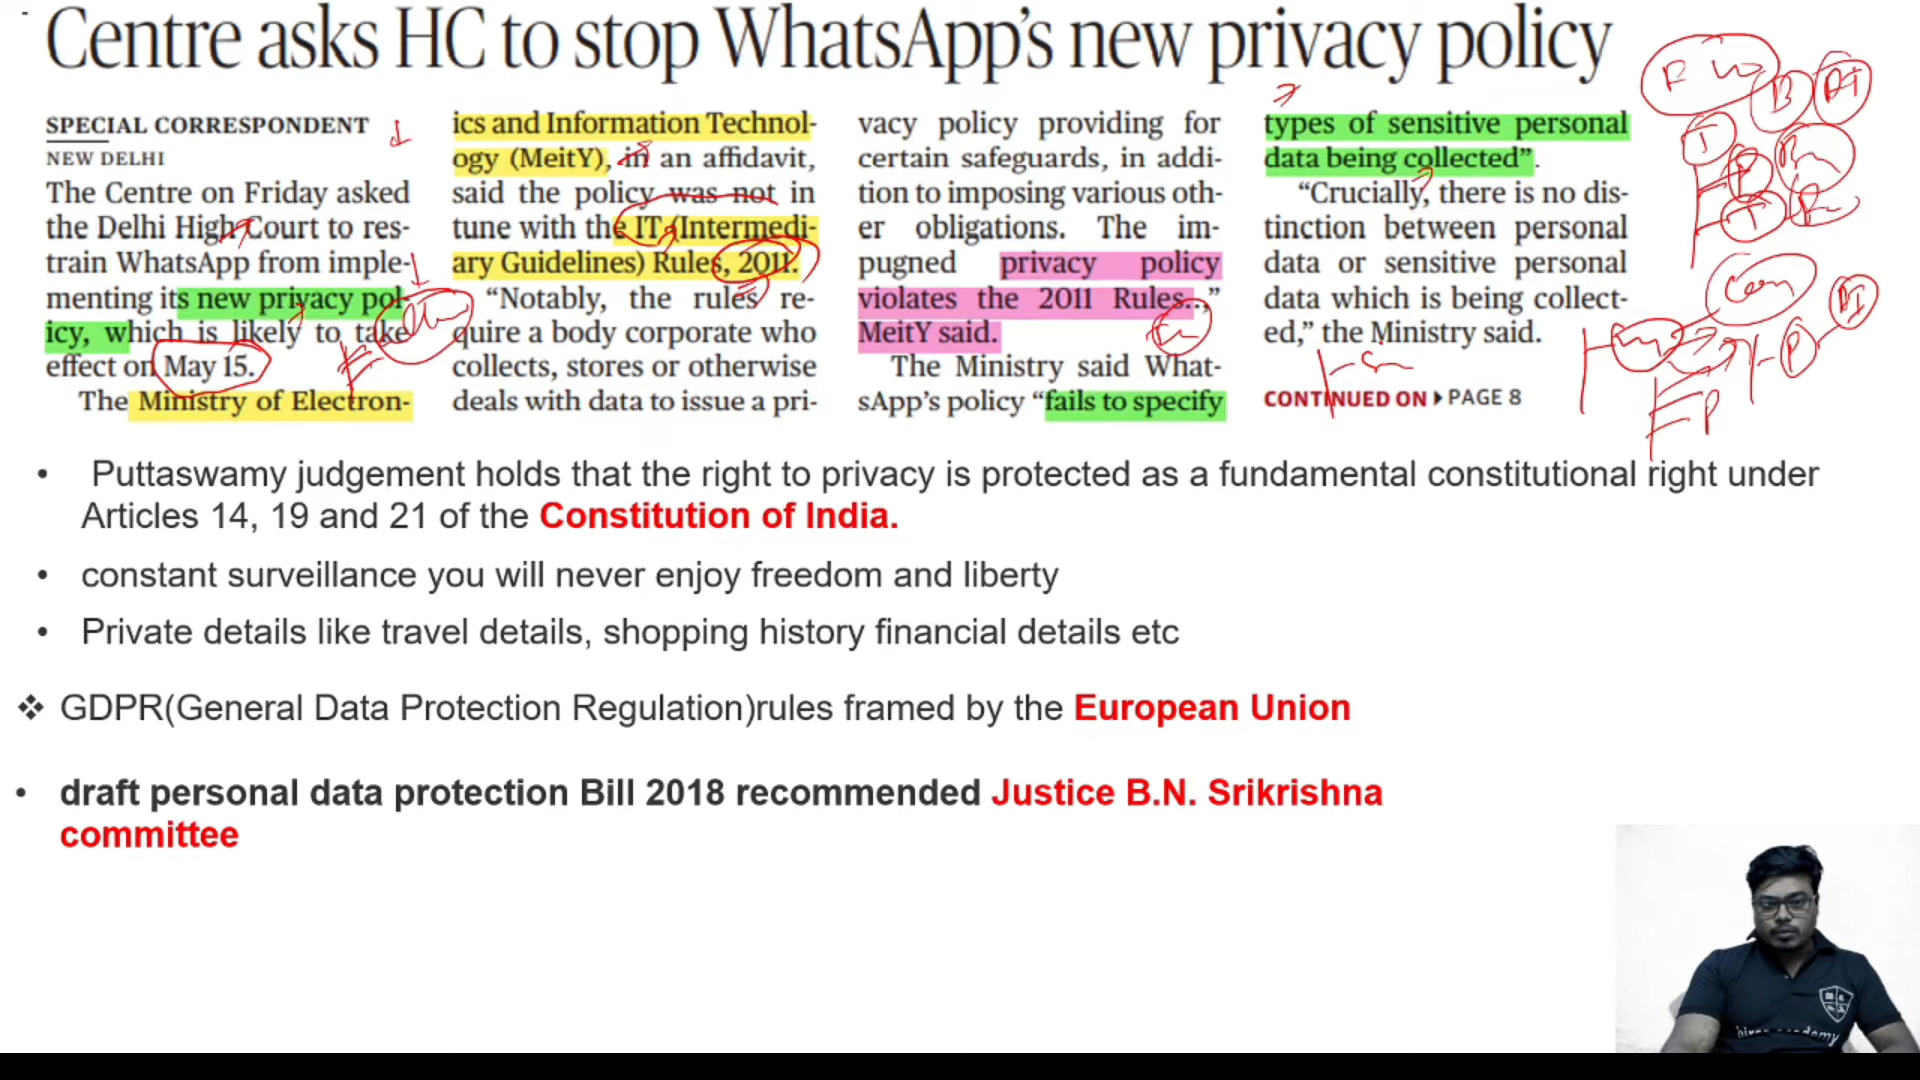 Centre asks HC to stop WhatsApp's new privacy policy
SPECIAL CORRESPONDENT
NEW DELHI
The Centre on Friday asked
the Delhi High Court to res-
train WhatsApp from imple-
menting its new privacy pol-
icy, which is likely to take
effect on May 15.
The Ministry of Electron-
ics and Information Technol-
ogy (MeitY), in an affidavit,
said the policy was not in
tune with the IT (Intermedi-
ary Guidelines) Rules, 2011.
“Notably, the rules re-
quire a body corporate who
collects, stores or otherwise
deals with data to issue a pri-
vacy policy providing for
certain safeguards, in addi-
tion to imposing various oth-
er obligations. The im-
pugned privacy policy
violates the 2011 Rules...,”
MeitY said.
The Ministry said What-
sApp's policy “fails to specify
types of sensitive personal
data being collected”.
“Crucially, there is no dis-
tinction between personal
data or sensitive personal
data which is being collect-
ed,” the Ministry said.
CONTINUED ON PAGE 8
• Puttaswamy judgement holds that the right to privacy is protected as a fundamental constitutional right under
Articles 14, 19 and 21 of the Constitution of India.
• constant surveillance you will never enjoy freedom and liberty
• Private details like travel details, shopping history financial details etc
❖ GDPR(General Data Protection Regulation)rules framed by the European Union
• draft personal data protection Bill 2018 recommended Justice B.N. Srikrishna
committee